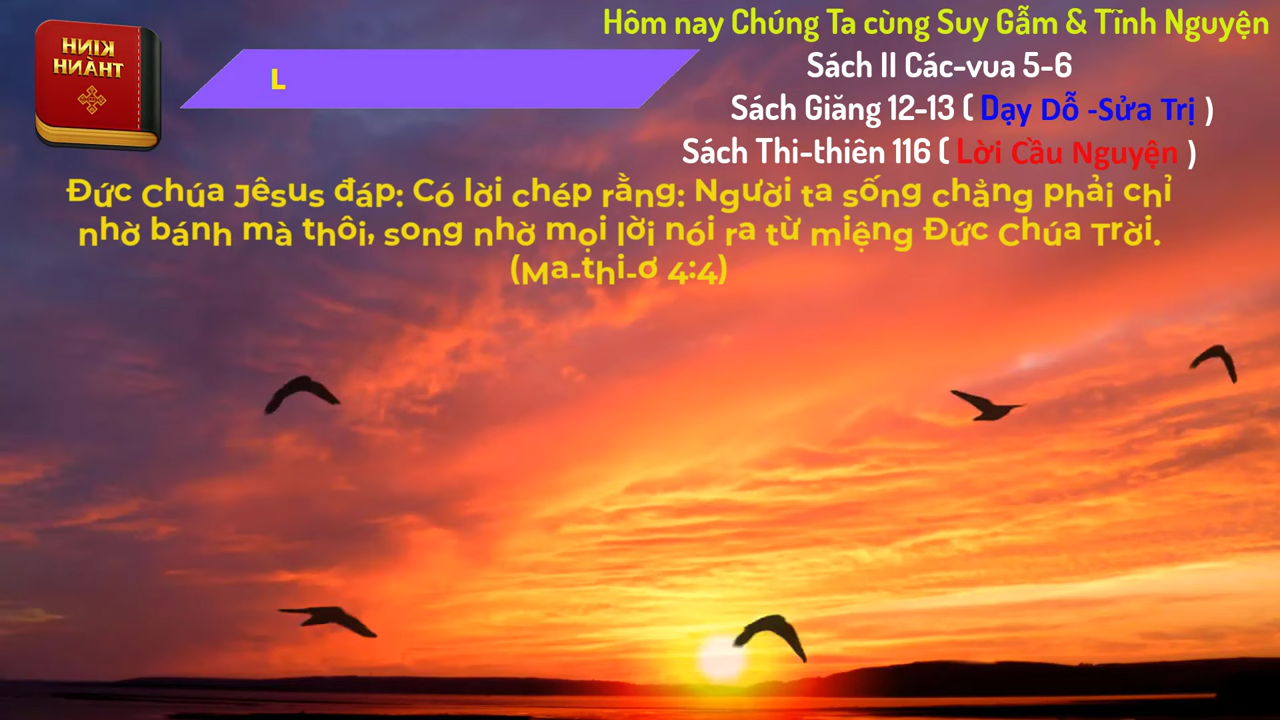 KINH
THÀNH
L
Hôm nay Chúng Ta cùng Suy Gẫm & Tĩnh Nguyện
Sách II Các-vua 5-6
Sách Giăng 12-13 ( Dạy Dỗ -Sửa Trị )
Sách Thi-thiên 116 ( Lời Cầu Nguyện )
Đức Chúa Jêsus đáp: Có lời chép rằng: Người ta sống chẳng phải chỉ
nhờ bánh mà thôi, song nhờ mọi lời nói ra từ miệng Đức Chúa Trời.
(Ma-thi-ơ 4:4)